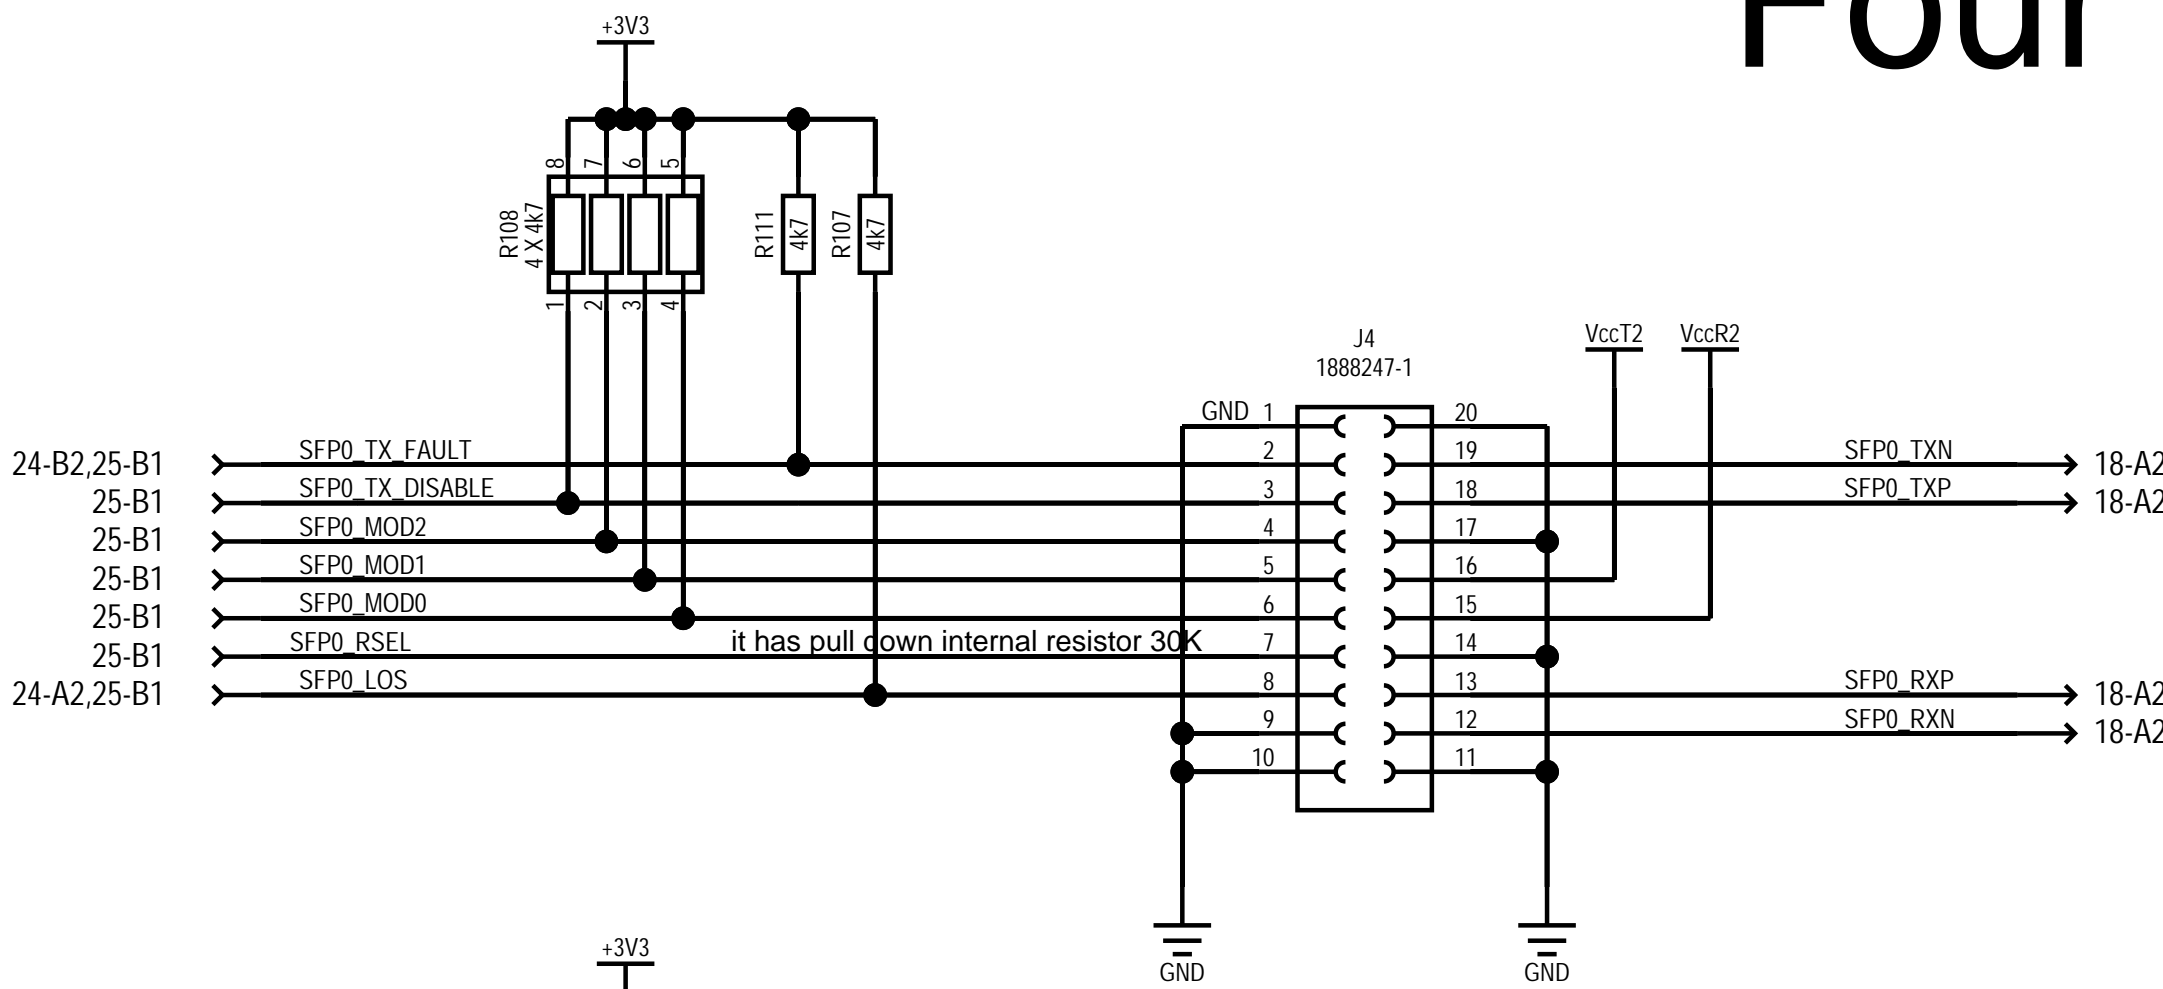 Four
+3V3
8 7 6 5
R108
4 X 4k7
R111
4k7
R107
4k7
1 2 3 4
J4
1888247-1
VccT2 VccR2
GND 1 20
24-B2,25-B1 SFP0_TX_FAULT 2 19 SFP0_TXN 18-A2
25-B1 SFP0_TX_DISABLE 3 18 SFP0_TXP 18-A2
25-B1 SFP0_MOD2 4 17
25-B1 SFP0_MOD1 5 16
25-B1 SFP0_MOD0 6 15
25-B1 SFP0_RSEL it has pull down internal resistor 30K 7 14
24-A2,25-B1 SFP0_LOS 8 13 SFP0_RXP 18-A2
9 12 SFP0_RXN 18-A2
10 11
+3V3
GND GND